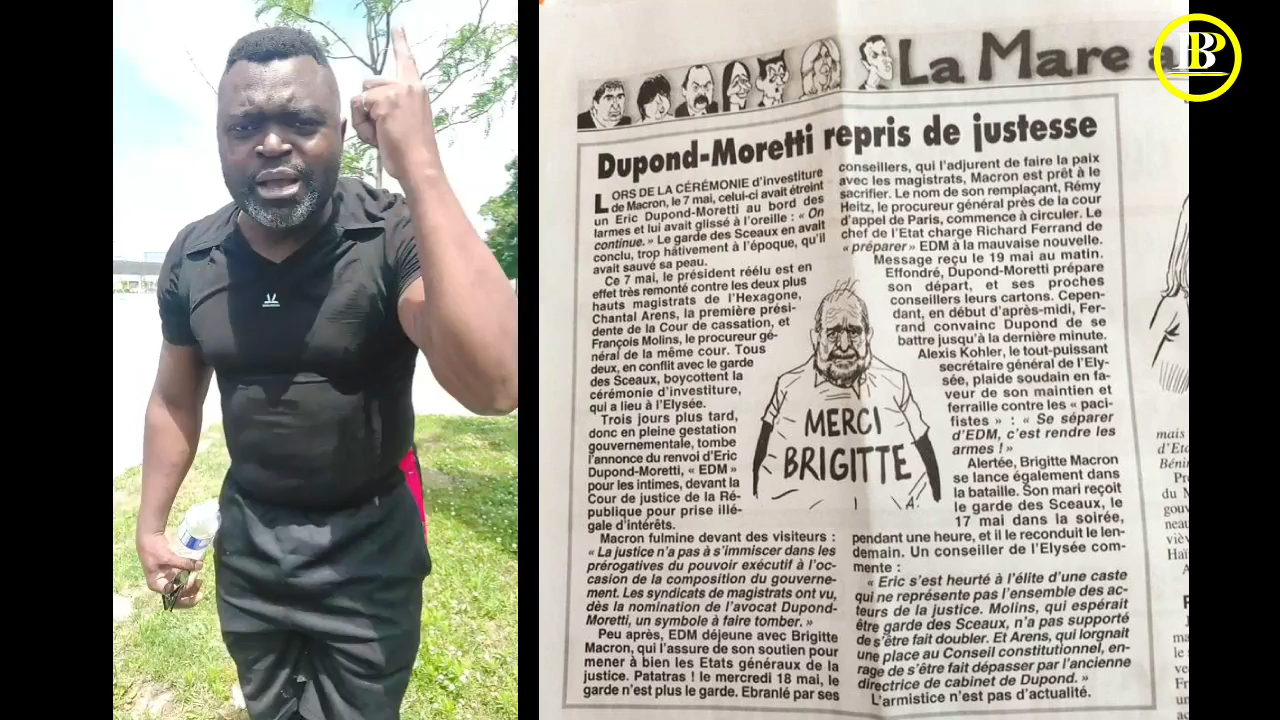 BP
La Mare a
Dupond-Moretti repris de justesse
LORS DE LA CÉRÉMONIE d'investiture
de Macron, le 7 mai, celui-ci avait étreint
un Eric Dupond-Moretti au bord des
larmes et lui avait glissé à l'oreille : « On
continue. » Le garde des Sceaux en avait
conclu, trop hâtivement à l'époque, qu'il
avait sauvé sa peau.
Ce 7 mai, le président réélu est en
effet très remonté contre les deux plus
hauts magistrats de l'Hexagone,
Chantal Arens, la première prési-
dente de la Cour de cassation, et
François Molins, le procureur gé-
néral de la même cour. Tous
deux, en conflit avec le garde
des Sceaux, boycottent la
cérémonie d'investiture,
qui a lieu à l'Elysée.
Trois jours plus tard,
donc en pleine gestation
gouvernementale, tombe
l'annonce du renvoi d'Eric
Dupond-Moretti, « EDM »
pour les intimes, devant la
Cour de justice de la Ré-
publique pour prise illé-
gale d'intérêts.
Macron fulmine devant des visiteurs :
« La justice n'a pas à s'immiscer dans les
prérogatives du pouvoir exécutif à l'oc-
casion de la composition du gouverne-
ment. Les syndicats de magistrats ont vu,
dès la nomination de l'avocat Dupond-
Moretti, un symbole à faire tomber. »
Peu après, EDM déjeune avec Brigitte
Macron, qui l'assure de son soutien pour
mener à bien les Etats généraux de la
justice. Patatras ! le mercredi 18 mai, le
garde n'est plus le garde. Ebranlé par ses
conseillers, qui l'adjurent de faire la paix
avec les magistrats, Macron est prêt à le
sacrifier. Le nom de son remplaçant, Rémy
Heitz, le procureur général près de la cour
d'appel de Paris, commence à circuler. Le
chef de l'Etat charge Richard Ferrand de
« préparer » EDM à la mauvaise nouvelle.
Message reçu le 19 mai au matin.
Effondré, Dupond-Moretti prépare
son départ, et ses proches
conseillers leurs cartons. Cepen-
dant, en début d'après-midi, Fer-
rand convainc Dupond de se
battre jusqu'à la dernière minute.
Alexis Kohler, le tout-puissant
secrétaire général de l'Ely-
sée, plaide soudain en fa-
veur de son maintien et
ferraille contre les « paci-
fistes » : « Se séparer
d'EDM, c'est rendre les
armes ! »
Alertée, Brigitte Macron
se lance également dans
la bataille. Son mari reçoit
le garde des Sceaux, le
17 mai dans la soirée,
pendant une heure, et il le reconduit le len-
demain. Un conseiller de l'Elysée com-
mente :
« Eric s'est heurté à l'élite d'une caste
qui ne représente pas l'ensemble des ac-
teurs de la justice. Molins, qui espérait
être garde des Sceaux, n'a pas supporté
de s'être fait doubler. Et Arens, qui lorgnait
une place au Conseil constitutionnel, en-
rage de s'être fait dépasser par l'ancienne
directrice de cabinet de Dupond. »
L'armistice n'est pas d'actualité.
MERCI
BRIGITTE
mais
d'Eta
Béni
du
gouv
neau